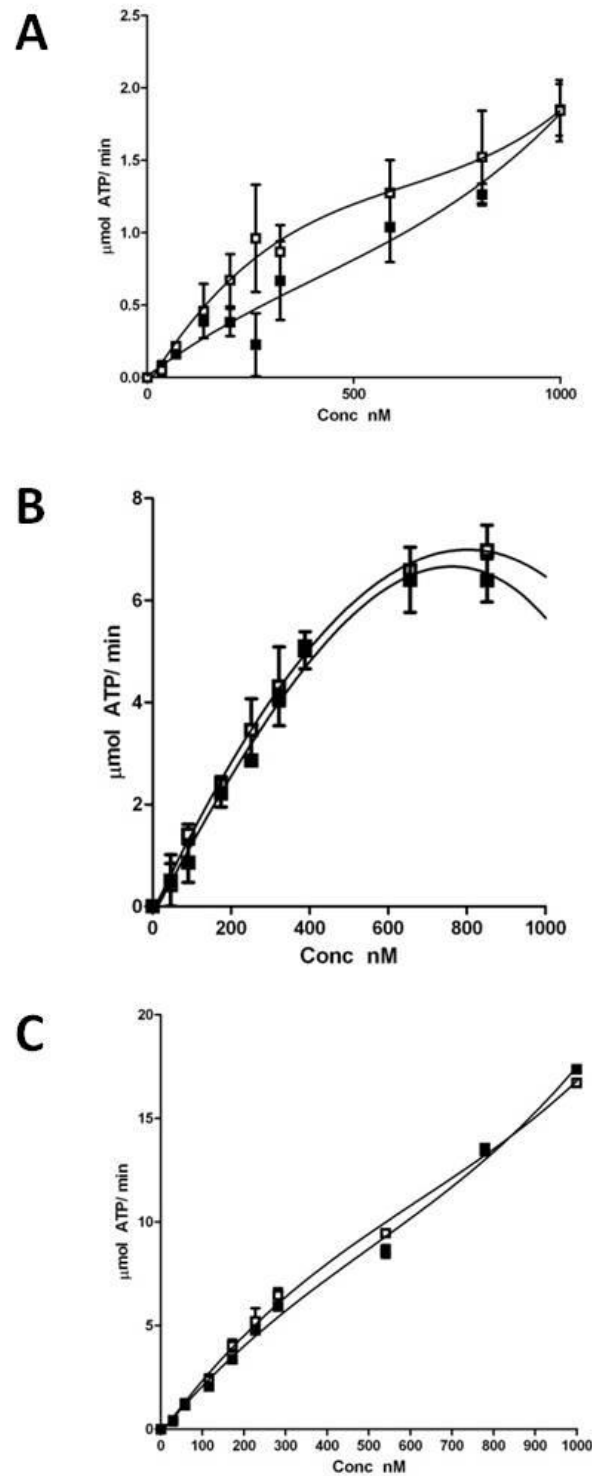 A
μmol ATP/ min
2.5
2.0
1.5
1.0
0.5
0.0
0 500 1000
Conc nM
B
μmol ATP/ min
8
6
4
2
0
0 200 400 600 800 1000
Conc nM
C
μmol ATP/ min
20
15
10
5
0
0 100 200 300 400 500 600 700 800 900 1000
Conc nM